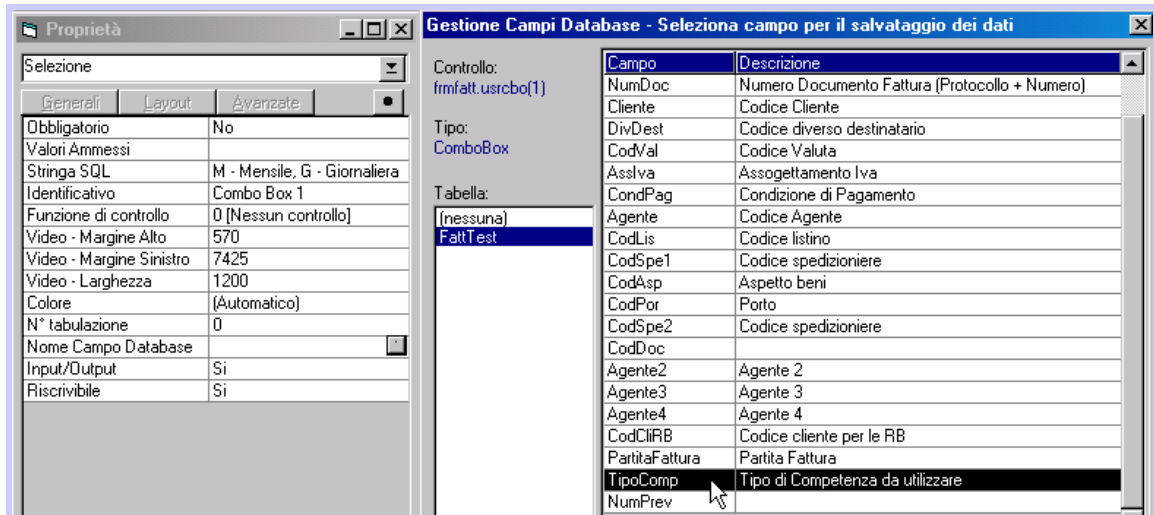 Proprietà
Selezione
Generali Layout Avanzate
Obbligatorio No
Valori Ammessi
Stringa SQL M - Mensile, G - Giornaliera
Identificativo Combo Box 1
Funzione di controllo 0 [Nessun controllo]
Video - Margine Alto 570
Video - Margine Sinistro 7425
Video - Larghezza 1200
Colore (Automatico)
N° tabulazione 0
Nome Campo Database
Input/Output Si
Riscrivibile Si
Gestione Campi Database - Seleziona campo per il salvataggio dei dati
Controllo:
frmfatt.usrcbo(1)
Tipo:
ComboBox
Tabella:
(nessuna)
FattTest
Campo Descrizione
NumDoc Numero Documento Fattura (Protocollo + Numero)
Cliente Codice Cliente
DivDest Codice diverso destinatario
CodVal Codice Valuta
AssIva Assogettamento Iva
CondPag Condizione di Pagamento
Agente Codice Agente
CodLis Codice listino
CodSpe1 Codice spedizioniere
CodAsp Aspetto beni
CodPor Porto
CodSpe2 Codice spedizioniere
CodDoc
Agente2 Agente 2
Agente3 Agente 3
Agente4 Agente 4
CodCliRB Codice cliente per le RB
PartitaFattura Partita Fattura
TipoComp Tipo di Competenza da utilizzare
NumPrev